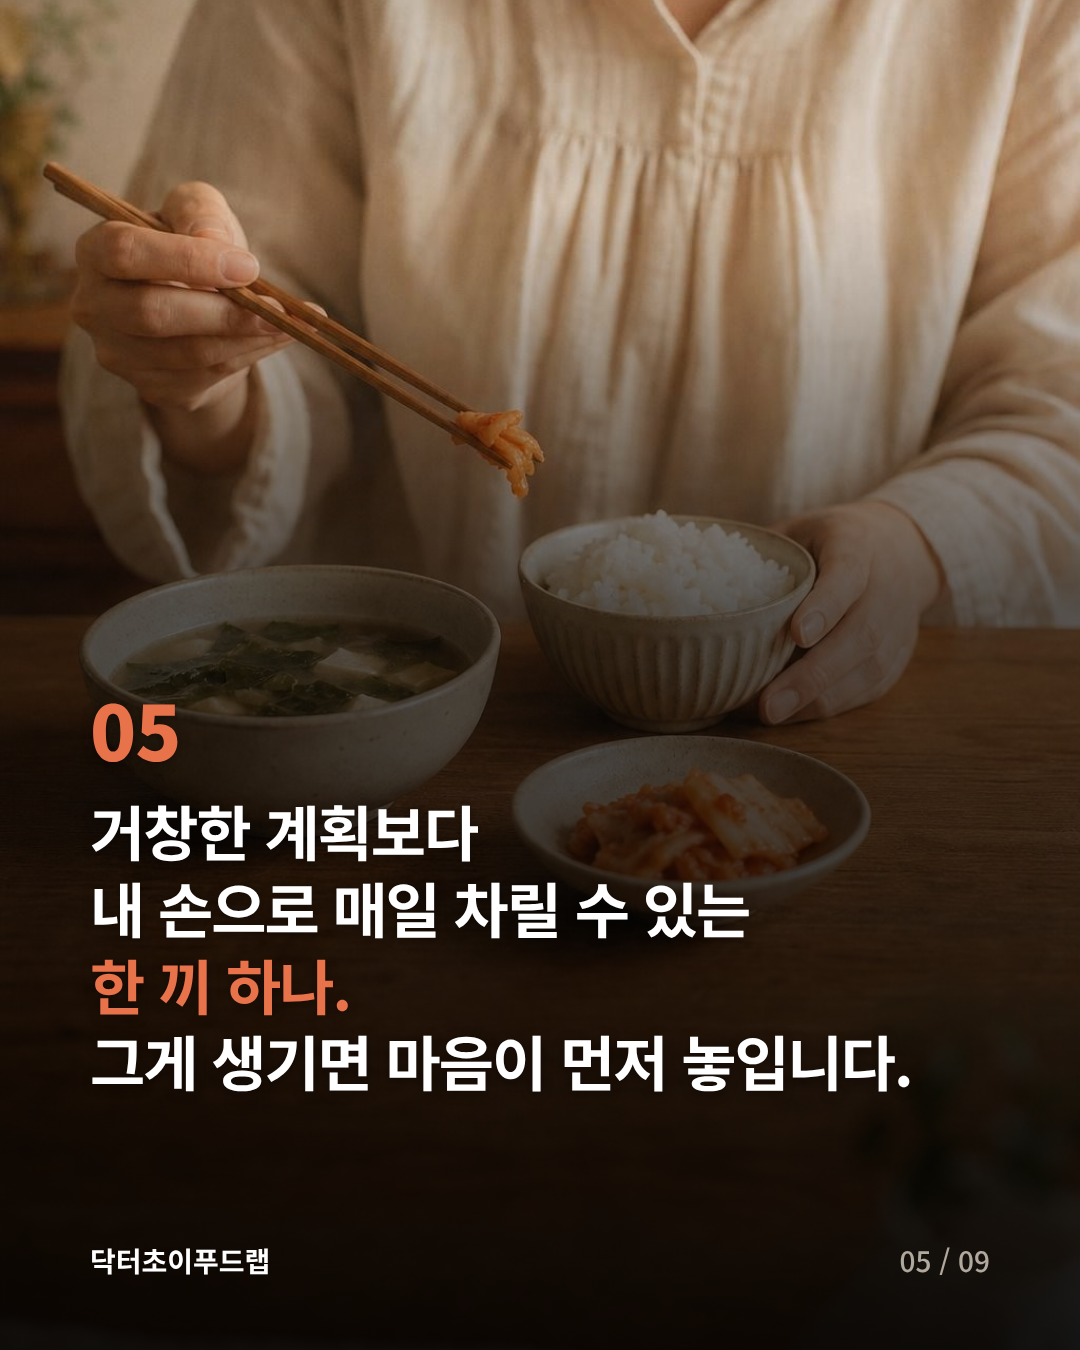 05
거창한 계획보다
내 손으로 매일 차릴 수 있는
한 끼 하나.
그게 생기면 마음이 먼저 놓입니다.
닥터초이푸드랩
05 / 09